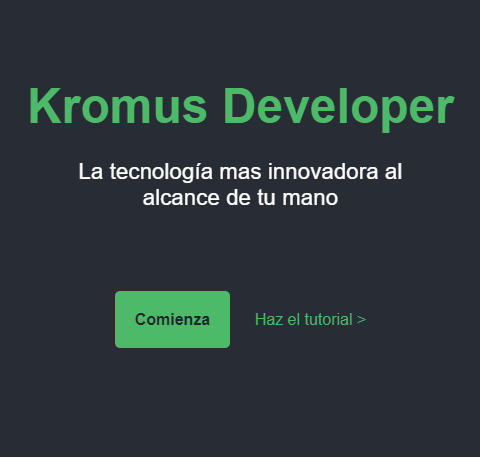 Kromus Developer
La tecnología mas innovadora al
alcance de tu mano
Comienza
Haz el tutorial >